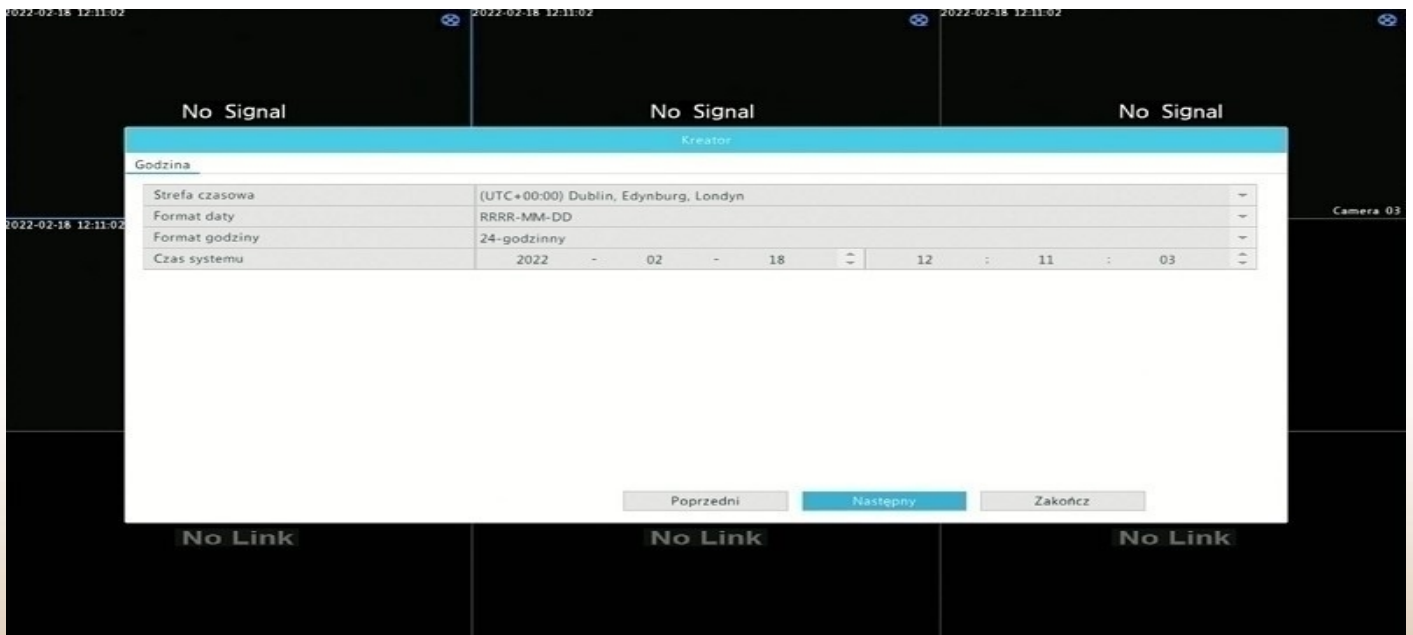 2022-02-18 12:11:02 2022-02-18 12:11:02 2022-02-18 12:11:02
No Signal No Signal No Signal
Kreator
Godzina
Strefa czasowa (UTC+00:00) Dublin, Edynburg, Londyn
Format daty RRRR-MM-DD
Camera 03
2022-02-18 12:11:02
Format godziny 24-godzinny
Czas systemu 2022 - 02 - 18 12 : 11 : 03
Poprzedni Następny Zakończ
No Link No Link No Link